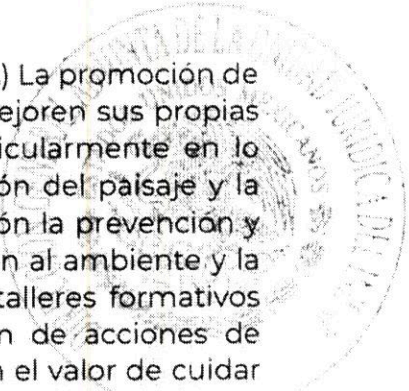 ) La promoción de
ejoren sus propias
icularmente en lo
ón del paisaje y la
ón la prevención y
n al ambiente y la
talleres formativos
n de acciones de
n el valor de cuidar